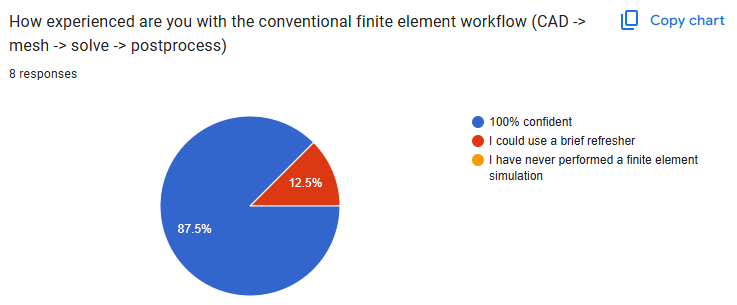 How experienced are you with the conventional finite element workflow (CAD ->
mesh -> solve -> postprocess)
Copy chart
8 responses
100% confident
I could use a brief refresher
I have never performed a finite element
simulation
12.5%
87.5%